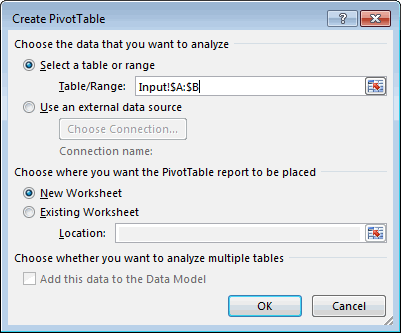 Create PivotTable
?
Choose the data that you want to analyze
Select a table or range
Table/Range: Input!$A:$B
Use an external data source
Choose Connection...
Connection name:
Choose where you want the PivotTable report to be placed
New Worksheet
Existing Worksheet
Location:
Choose whether you want to analyze multiple tables
Add this data to the Data Model
OK Cancel